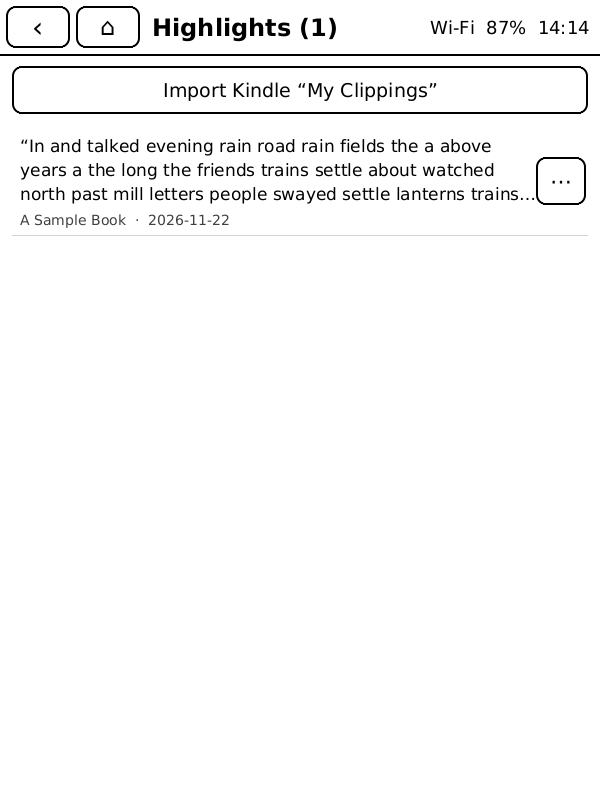 ‹ ⌂ Highlights (1) Wi-Fi 87% 14:14
Import Kindle “My Clippings”
“In and talked evening rain road rain fields the a above
years a the long the friends trains settle about watched
north past mill letters people swayed settle lanterns trains…
⋯
A Sample Book · 2026-11-22